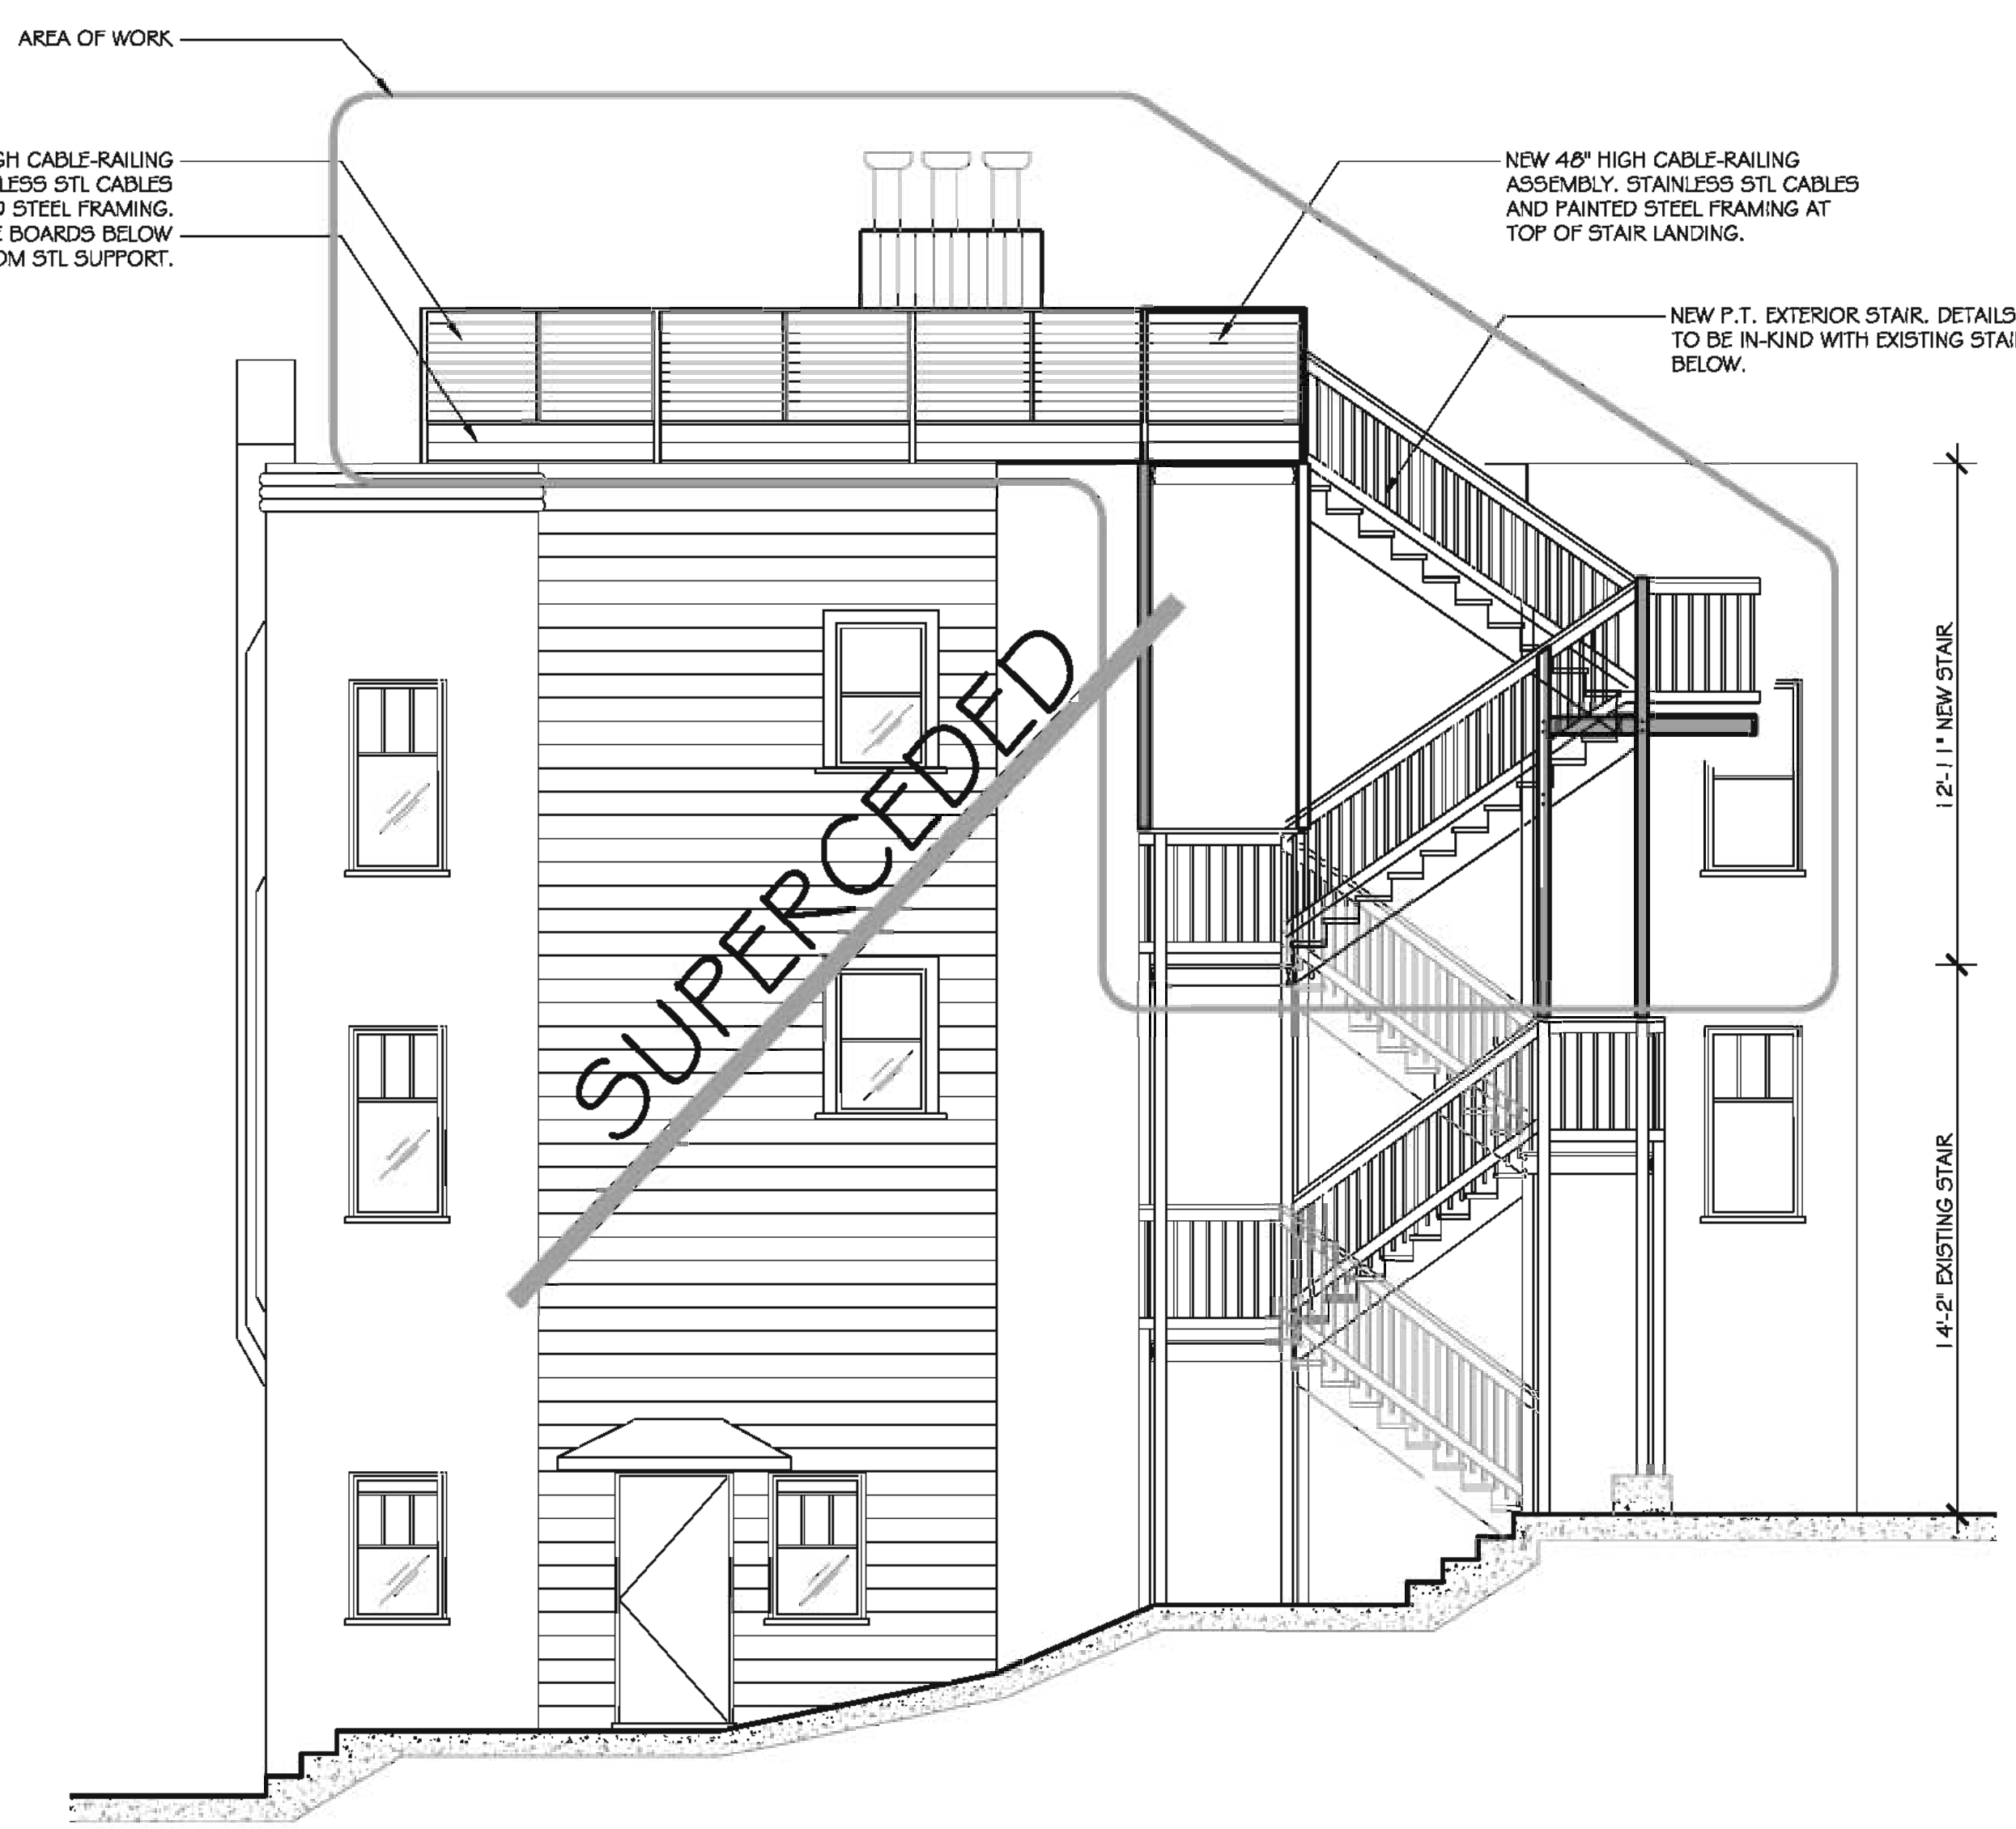 AREA OF WORK
GH CABLE-RAILING
LESS STL CABLES
D STEEL FRAMING.
E BOARDS BELOW
OM STL SUPPORT.
NEW 48" HIGH CABLE-RAILING
ASSEMBLY. STAINLESS STL CABLES
AND PAINTED STEEL FRAMING AT
TOP OF STAIR LANDING.
NEW P.T. EXTERIOR STAIR. DETAILS
TO BE IN-KIND WITH EXISTING STAI
BELOW.
SUPERCEDED
12'-11" NEW STAIR
14'-2" EXISTING STAIR